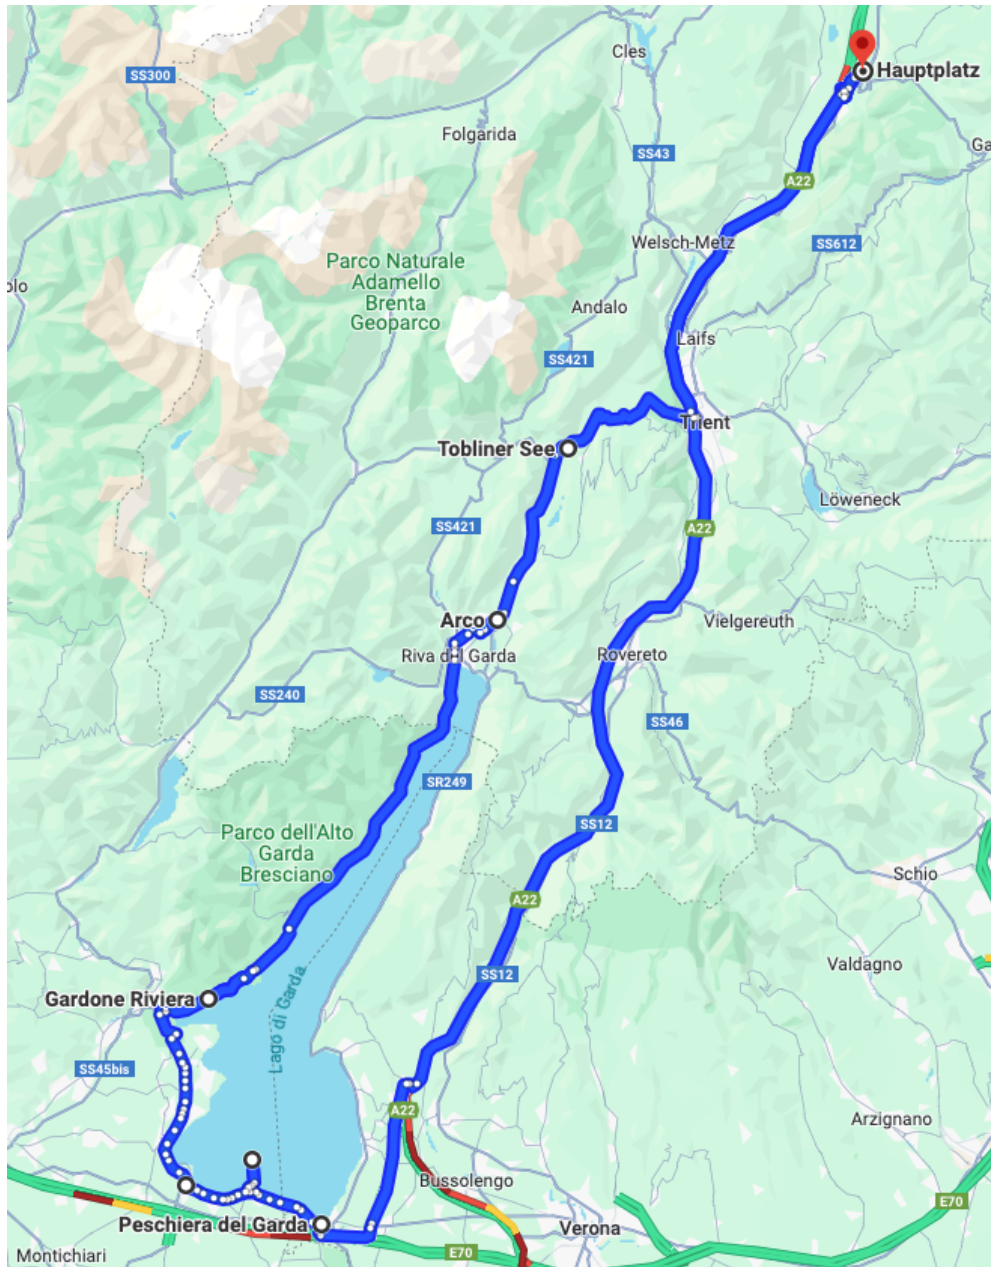 Cles
Hauptplatz
SS300
Folgarida
Ga
SS43
A22
Welsch-Metz
SS612
Parco Naturale
Adamello
Brenta
Geoparco
olo
Andalo
Laifs
SS421
Trient
Tobliner See
Löweneck
SS421
A22
Arco
Vielgereuth
Riva del Garda
Rovereto
SS240
SS46
SR249
Parco dell'Alto
Garda
Bresciano
SS12
Schio
A22
Valdagno
SS12
Gardone Riviera
Lago di Garda
SS45bis
A22
Arzignano
Bussolengo
E70
Peschiera del Garda
Verona
Montichiari
E70